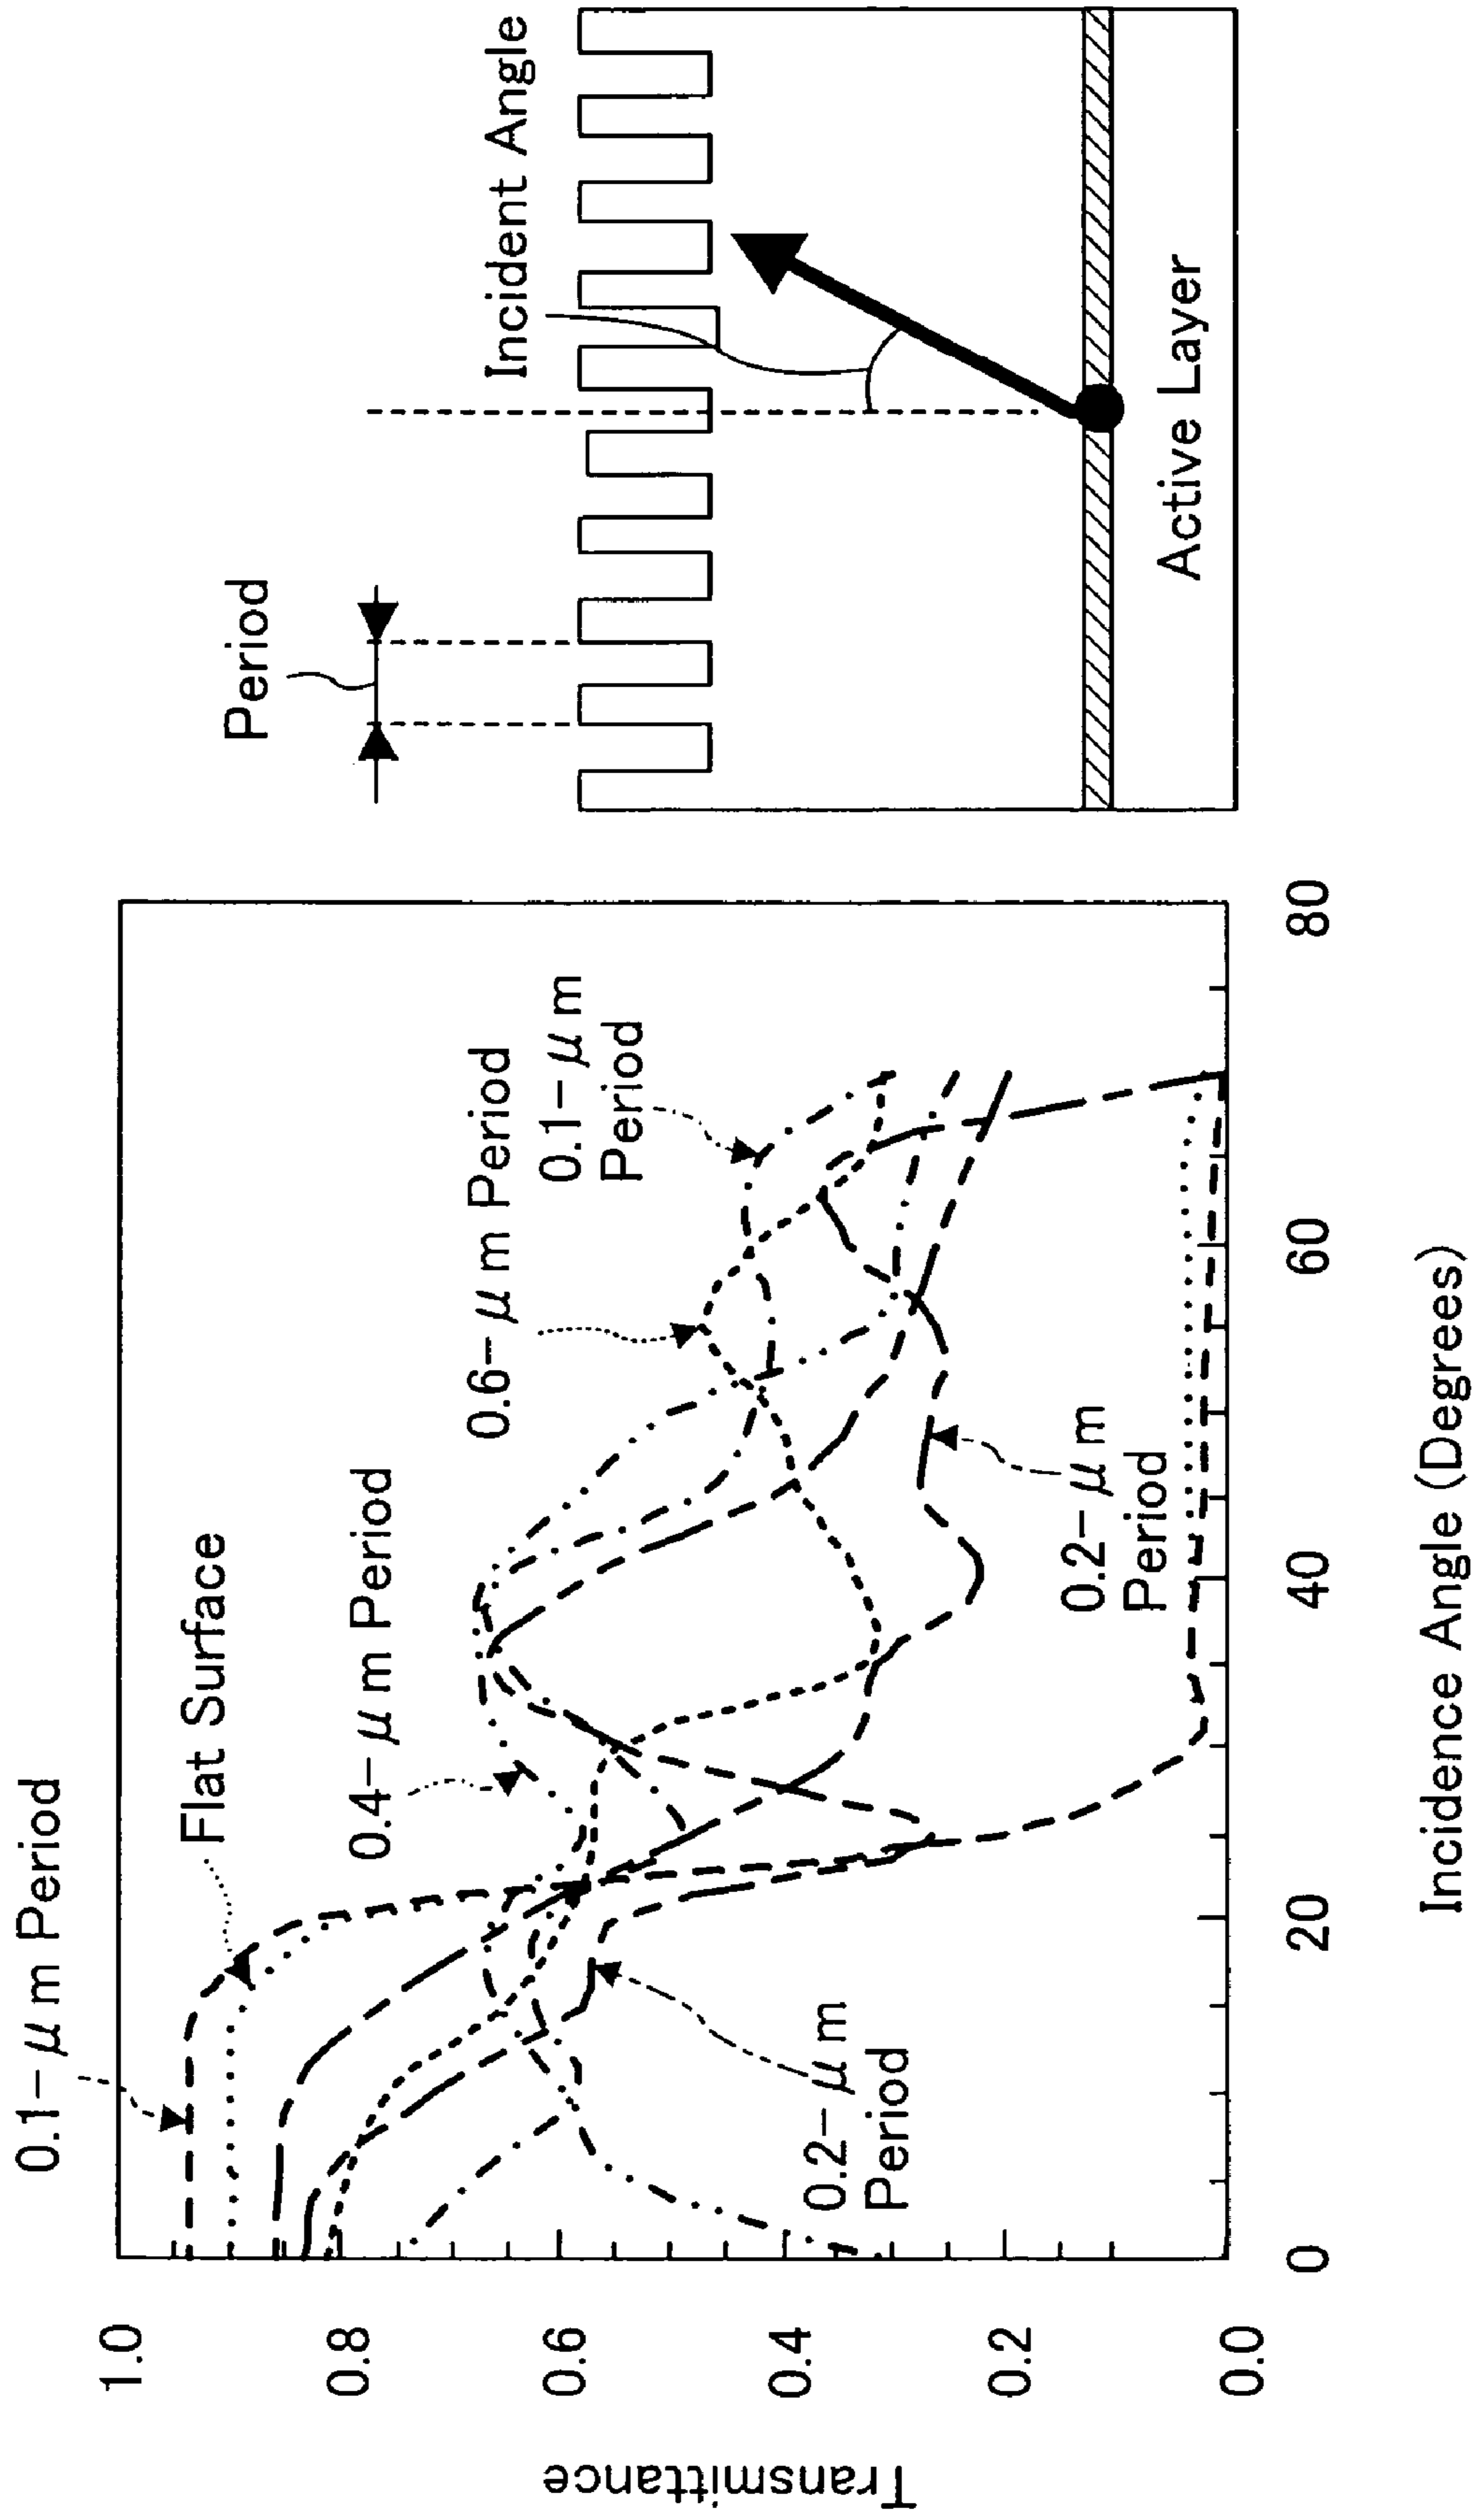 0.1-μm Period
Flat Surface
0.4-μm Period
0.6-μm Period
0.1-μm
Period
0.2-μm
Period
0.2-μm
Period
Transmittance
1.0
0.8
0.6
0.4
0.2
0.0
0
20
40
60
80
Incidence Angle (Degrees)
Period
Incident Angle
Active Layer